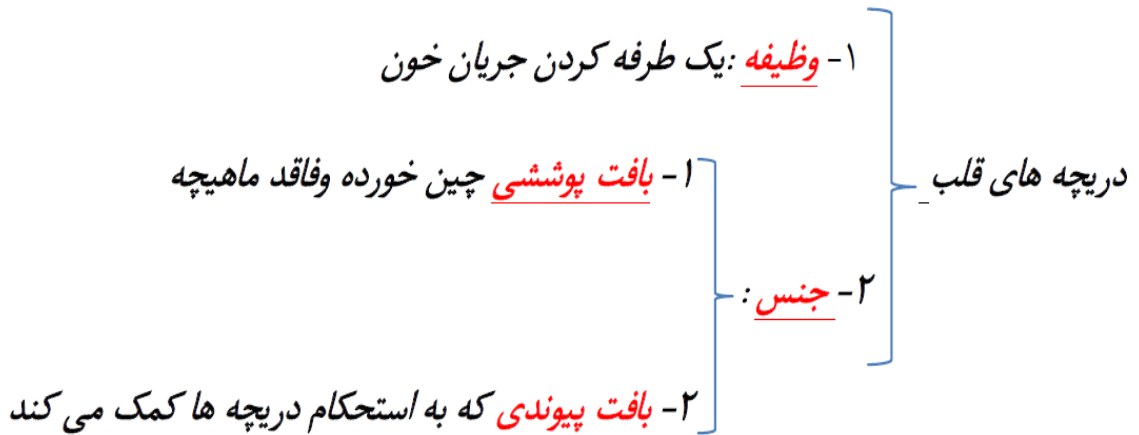 ۱- وظیفه :یک طرفه کردن جریان خون
دریچه های قلب
۱- بافت پوششی چین خورده وفاقد ماهیچه
۲- جنس :
۲- بافت پیوندی که به استحکام دریچه ها کمک می کند